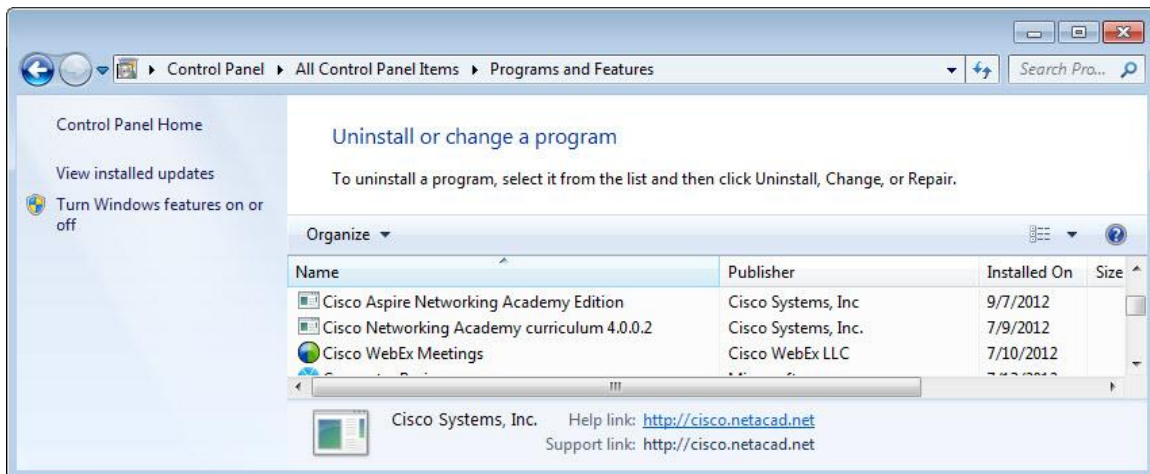 Control Panel All Control Panel Items Programs and Features Search Pro...
Control Panel Home
View installed updates
Turn Windows features on or
off
Uninstall or change a program
To uninstall a program, select it from the list and then click Uninstall, Change, or Repair.
Organize
Name Publisher Installed On Size
Cisco Aspire Networking Academy Edition Cisco Systems, Inc 9/7/2012
Cisco Networking Academy curriculum 4.0.0.2 Cisco Systems, Inc. 7/9/2012
Cisco WebEx Meetings Cisco WebEx LLC 7/10/2012
Cisco Systems, Inc. Help link: http://cisco.netacad.net
Support link: http://cisco.netacad.net